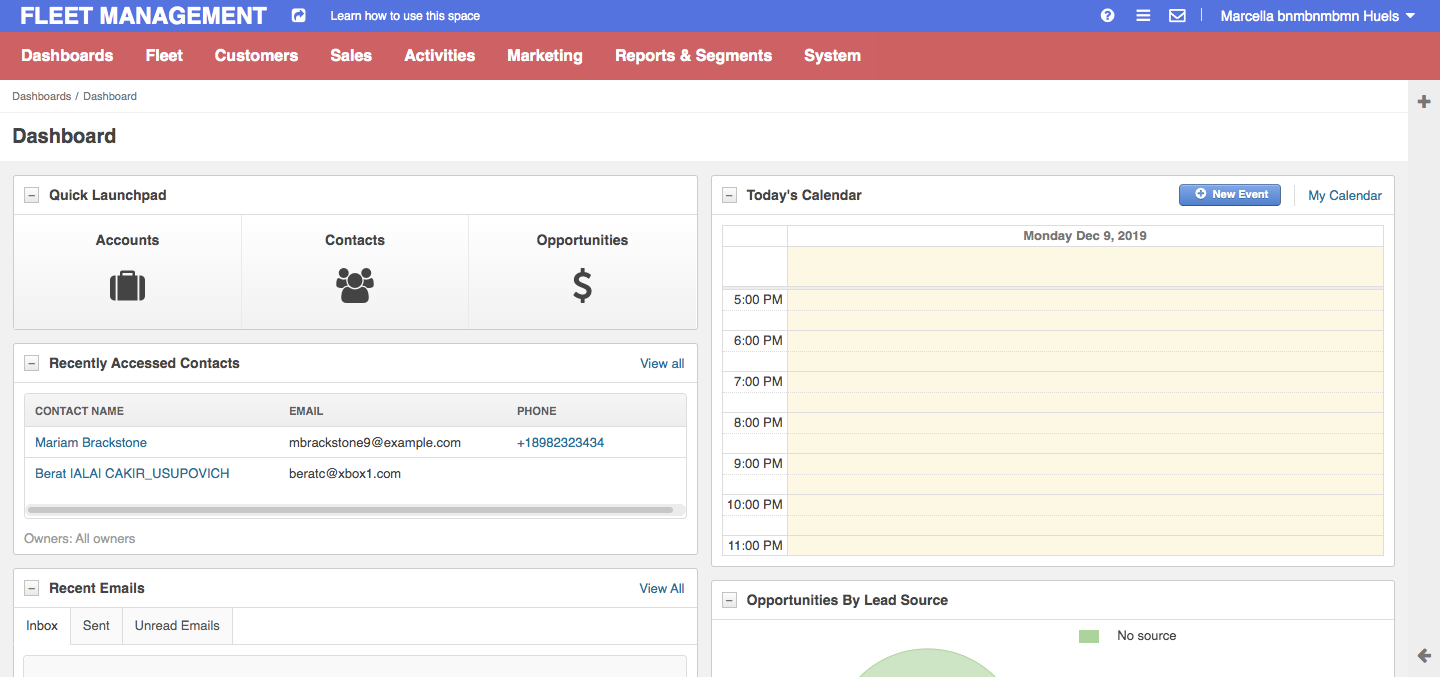 FLEET MANAGEMENT Learn how to use this space Marcella bnmbnmbmn Huels
Dashboards Fleet Customers Sales Activities Marketing Reports & Segments System
Dashboards / Dashboard
Dashboard
Quick Launchpad
Accounts Contacts Opportunities
Recently Accessed Contacts View all
CONTACT NAME EMAIL PHONE
Mariam Brackstone mbrackstone9@example.com +18982323434
Berat IALAI CAKIR_USUPOVICH beratc@xbox1.com
Owners: All owners
Recent Emails View All
Inbox Sent Unread Emails
Today's Calendar New Event My Calendar
Monday Dec 9, 2019
5:00 PM
6:00 PM
7:00 PM
8:00 PM
9:00 PM
10:00 PM
11:00 PM
Opportunities By Lead Source
No source